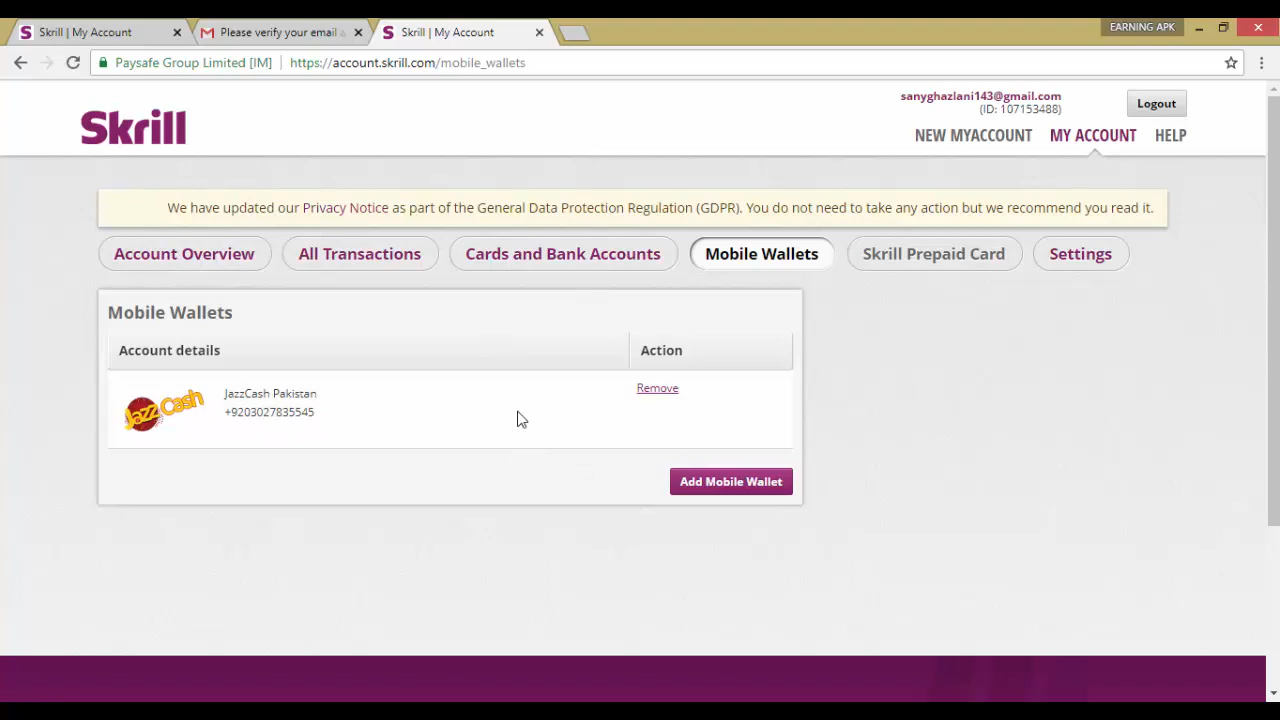 Skrill | My Account
Please verify your email a
Skrill | My Account
EARNING APK
Paysafe Group Limited [IM]
https://account.skrill.com/mobile_wallets
sanyghazlani143@gmail.com
(ID: 107153488)
Logout
Skrill
NEW MYACCOUNT
MY ACCOUNT
HELP
We have updated our Privacy Notice as part of the General Data Protection Regulation (GDPR). You do not need to take any action but we recommend you read it.
Account Overview
All Transactions
Cards and Bank Accounts
Mobile Wallets
Skrill Prepaid Card
Settings
Mobile Wallets
Account details
Action
JazzCash
JazzCash Pakistan
+9203027835545
Remove
Add Mobile Wallet